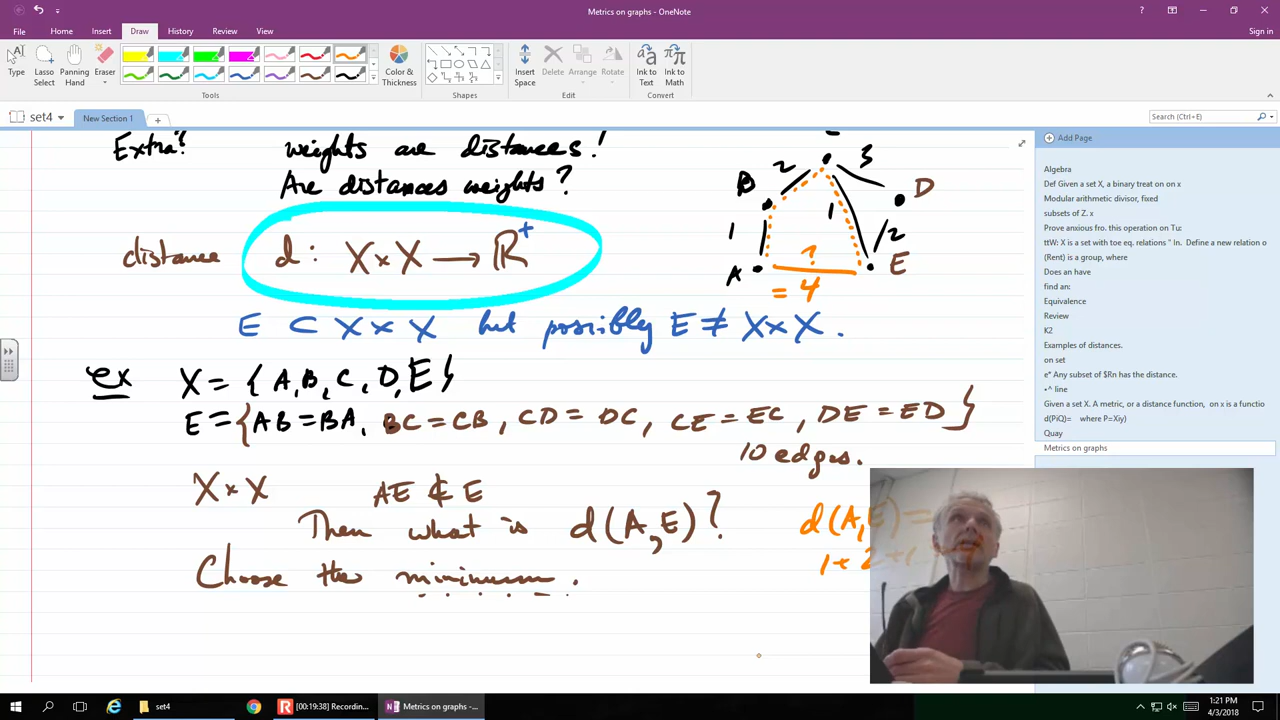 Metrics on graphs - OneNote
Sign in
File Home Insert Draw History Review View
Type
Lasso Select
Panning Hand
Eraser
Color & Thickness
Insert Space
Delete
Arrange
Rotate
Ink to Text
Ink to Math
Tools
Shapes
Edit
Convert
set4
New Section 1
Search (Ctrl+E)
Extra?
weights are distances!
Are distances weights?
distance d: X×X → R+
E ⊂ X×X but possibly E ≠ X×X.
ex X = { A, B, C, D, E }
E = { AB = BA, BC = CB, CD = DC, CE = EC, DE = ED }
10 edges.
X×X AE ∉ E
Then what is d(A,E)?
Choose the minimum.
d(A,E)=
1+2+1
B 2 3 D
1 1 2
A ? E
= 4
Add Page
Algebra
Def Given a set X, a binary treat on on x
Modular arithmetic divisor, fixed
subsets of Z. x
Prove anxious fro. this operation on Tu:
ttW: X is a set with toe eq. relations " In. Define a new relation o
(Rent) is a group, where
Does an have
find an:
Equivalence
Review
K2
Examples of distances.
on set
e* Any subset of $Rn has the distance.
•^ line
Given a set X. A metric, or a distance function, on x is a functio
d(PiQ)= where P=Xiy)
Quay
Metrics on graphs
set4
[00:19:38] Recordin...
Metrics on graphs -...
1:21 PM
4/3/2018